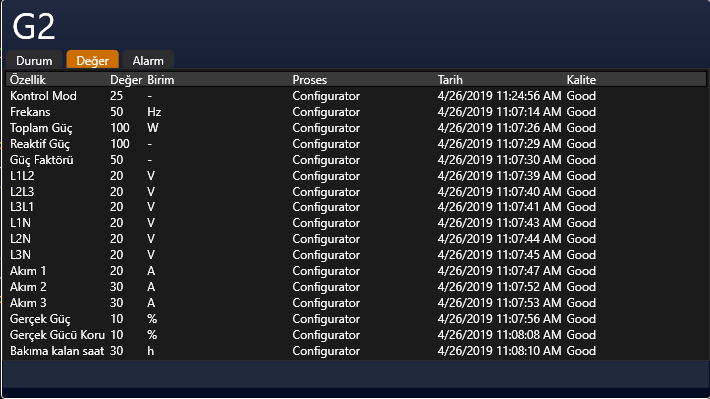 G2
Durum Değer Alarm
Özellik Değer Birim Proses Tarih Kalite
Kontrol Mod 25 - Configurator 4/26/2019 11:24:56 AM Good
Frekans 50 Hz Configurator 4/26/2019 11:07:14 AM Good
Toplam Güç 100 W Configurator 4/26/2019 11:07:26 AM Good
Reaktif Güç 100 - Configurator 4/26/2019 11:07:29 AM Good
Güç Faktörü 50 - Configurator 4/26/2019 11:07:30 AM Good
L1L2 20 V Configurator 4/26/2019 11:07:39 AM Good
L2L3 20 V Configurator 4/26/2019 11:07:40 AM Good
L3L1 20 V Configurator 4/26/2019 11:07:41 AM Good
L1N 20 V Configurator 4/26/2019 11:07:43 AM Good
L2N 20 V Configurator 4/26/2019 11:07:44 AM Good
L3N 20 V Configurator 4/26/2019 11:07:45 AM Good
Akım 1 20 A Configurator 4/26/2019 11:07:47 AM Good
Akım 2 30 A Configurator 4/26/2019 11:07:52 AM Good
Akım 3 30 A Configurator 4/26/2019 11:07:53 AM Good
Gerçek Güç 10 % Configurator 4/26/2019 11:07:56 AM Good
Gerçek Gücü Koru 10 % Configurator 4/26/2019 11:08:08 AM Good
Bakıma kalan saat 30 h Configurator 4/26/2019 11:08:10 AM Good